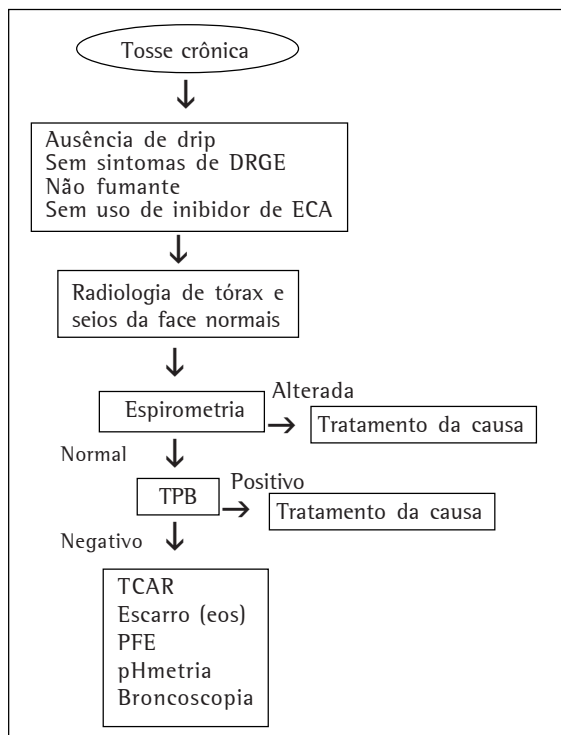 Tosse crônica
Ausência de drip
Sem sintomas de DRGE
Não fumante
Sem uso de inibidor de ECA
Radiologia de tórax e
seios da face normais
Espirometria
Alterada
Tratamento da causa
Normal
TPB
Positivo
Tratamento da causa
Negativo
TCAR
Escarro (eos)
PFE
pHmetria
Broncoscopia